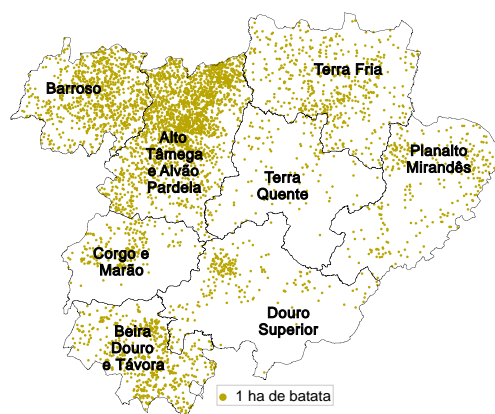 Terra Fria
Barroso
Alto
Tâmega
e Alvão
Pardela
Planalto
Mirandês
Terra
Quente
Corgo e
Marão
Douro
Superior
Beira
Douro
e Távora
1 ha de batata